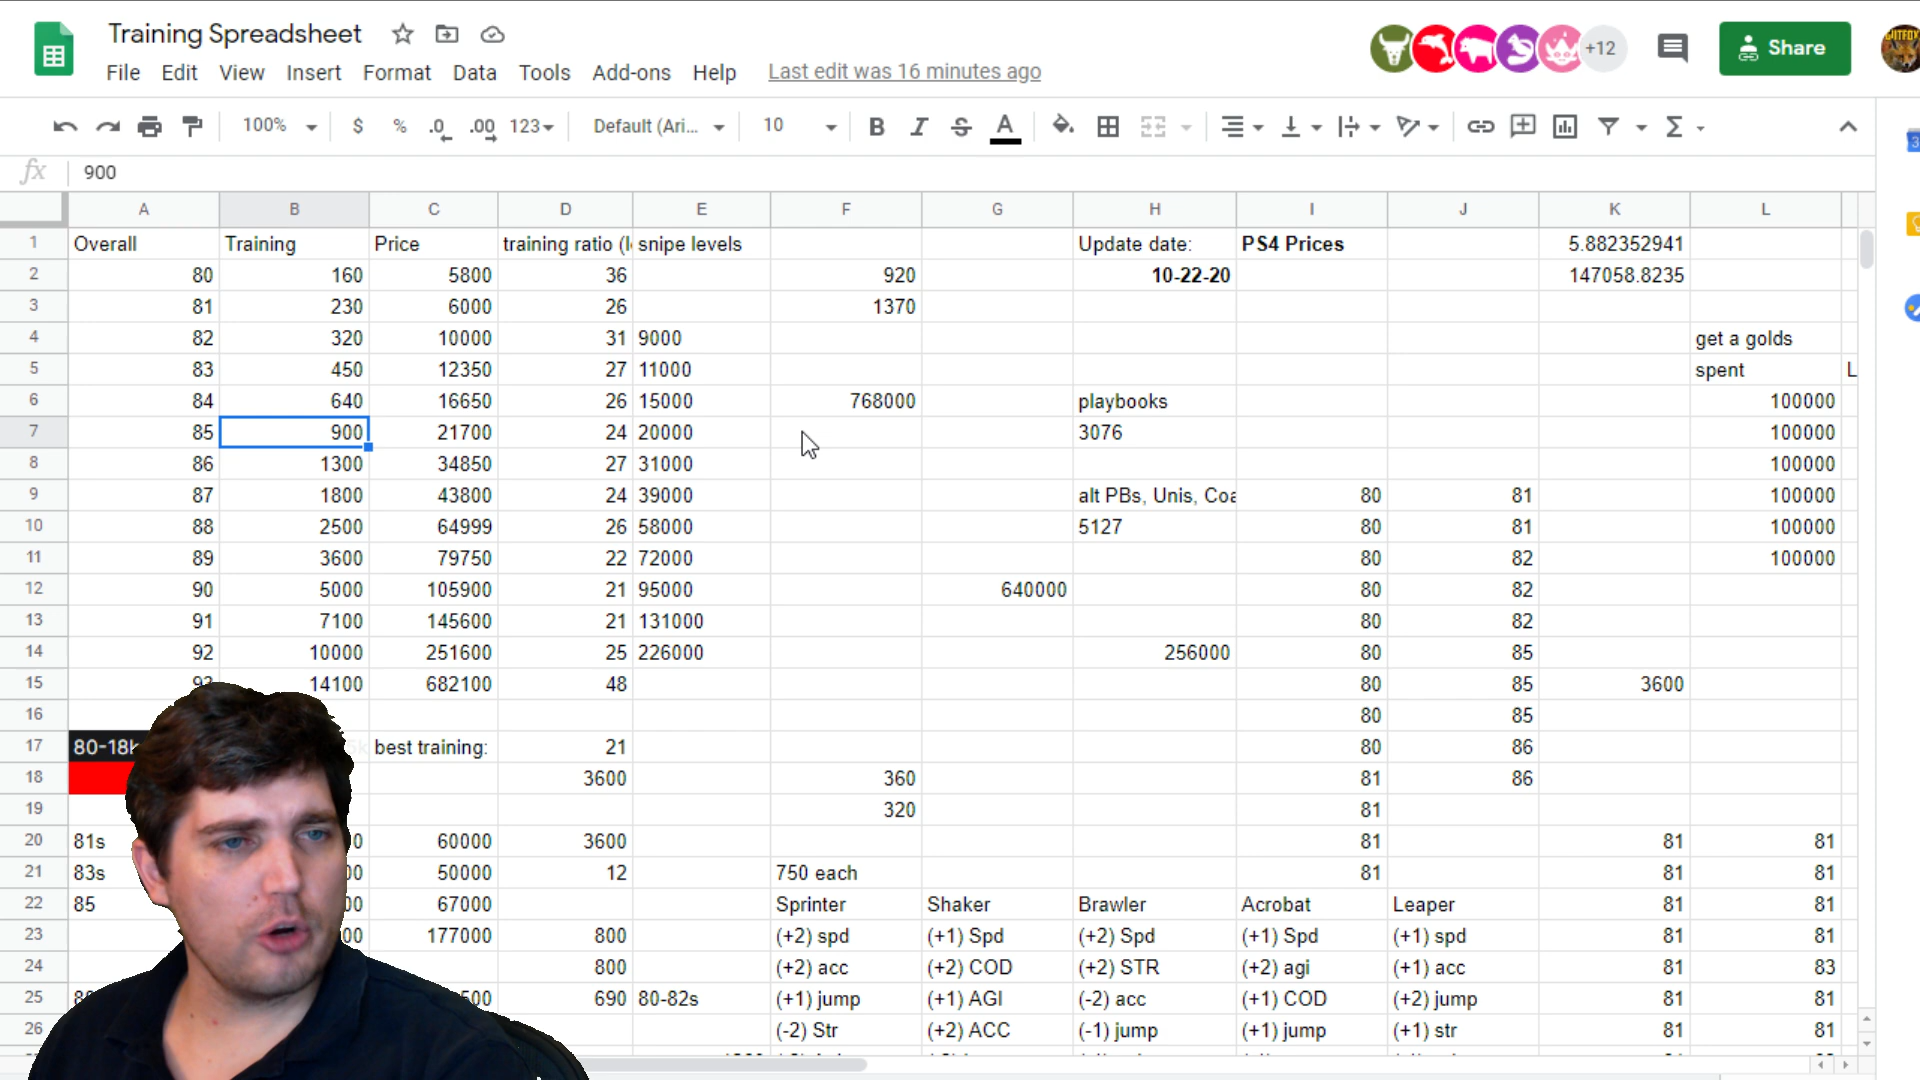 Training Spreadsheet
File Edit View Insert Format Data Tools Add-ons Help Last edit was 16 minutes ago
+12
Share
100% $ % .0 .00 123 Default (Ari... 10 B I S A
fx 900
A B C D E F G H I J K L
1 Overall Training Price training ratio (l snipe levels Update date: PS4 Prices 5.882352941
2 80 160 5800 36 920 10-22-20 147058.8235
3 81 230 6000 26 1370
4 82 320 10000 31 9000 get a golds
5 83 450 12350 27 11000 spent L
6 84 640 16650 26 15000 768000 playbooks 100000
7 85 900 21700 24 20000 3076 100000
8 86 1300 34850 27 31000 100000
9 87 1800 43800 24 39000 alt PBs, Unis, Coa 80 81 100000
10 88 2500 64999 26 58000 5127 80 81 100000
11 89 3600 79750 22 72000 80 82 100000
12 90 5000 105900 21 95000 640000 80 82
13 91 7100 145600 21 131000 80 82
14 92 10000 251600 25 226000 256000 80 85
15 93 14100 682100 48 80 85 3600
16 80 85
17 80-18k best training: 21 80 86
18 3600 360 81 86
19 320 81
20 81s 0 60000 3600 81 81 81
21 83s 00 50000 12 750 each 81 81 81
22 85 00 67000 Sprinter Shaker Brawler Acrobat Leaper 81 81
23 00 177000 800 (+2) spd (+1) Spd (+2) Spd (+1) Spd (+1) spd 81 81
24 800 (+2) acc (+2) COD (+2) STR (+2) agi (+1) acc 81 83
25 500 690 80-82s (+1) jump (+1) AGI (-2) acc (+1) COD (+2) jump 81 81
26 (-2) Str (+2) ACC (-1) jump (+1) jump (+1) str 81 81